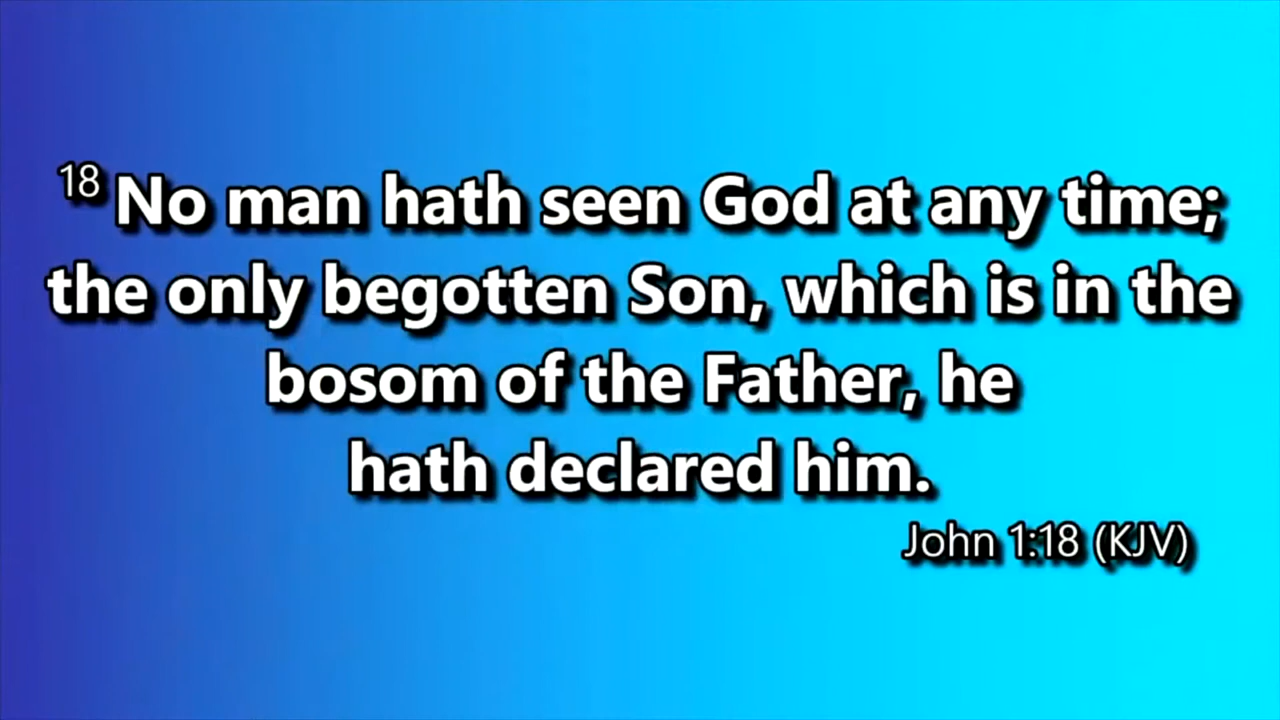 18 No man hath seen God at any time;
the only begotten Son, which is in the
bosom of the Father, he
hath declared him.
John 1:18 (KJV)